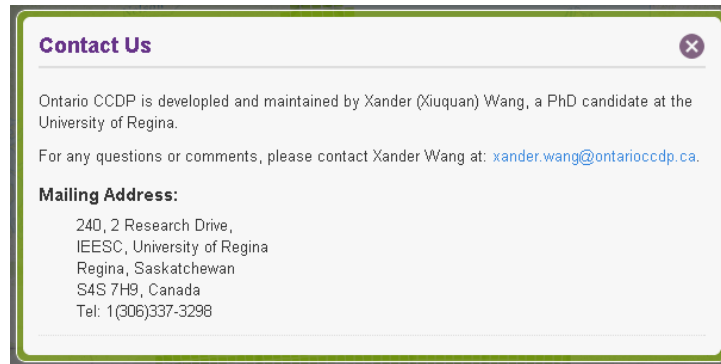 Contact Us
Ontario CCDP is developled and maintained by Xander (Xiuquan) Wang, a PhD candidate at the
University of Regina.
For any questions or comments, please contact Xander Wang at: xander.wang@ontarioccdp.ca.
Mailing Address:
240, 2 Research Drive,
IEESC, University of Regina
Regina, Saskatchewan
S4S 7H9, Canada
Tel: 1(306)337-3298